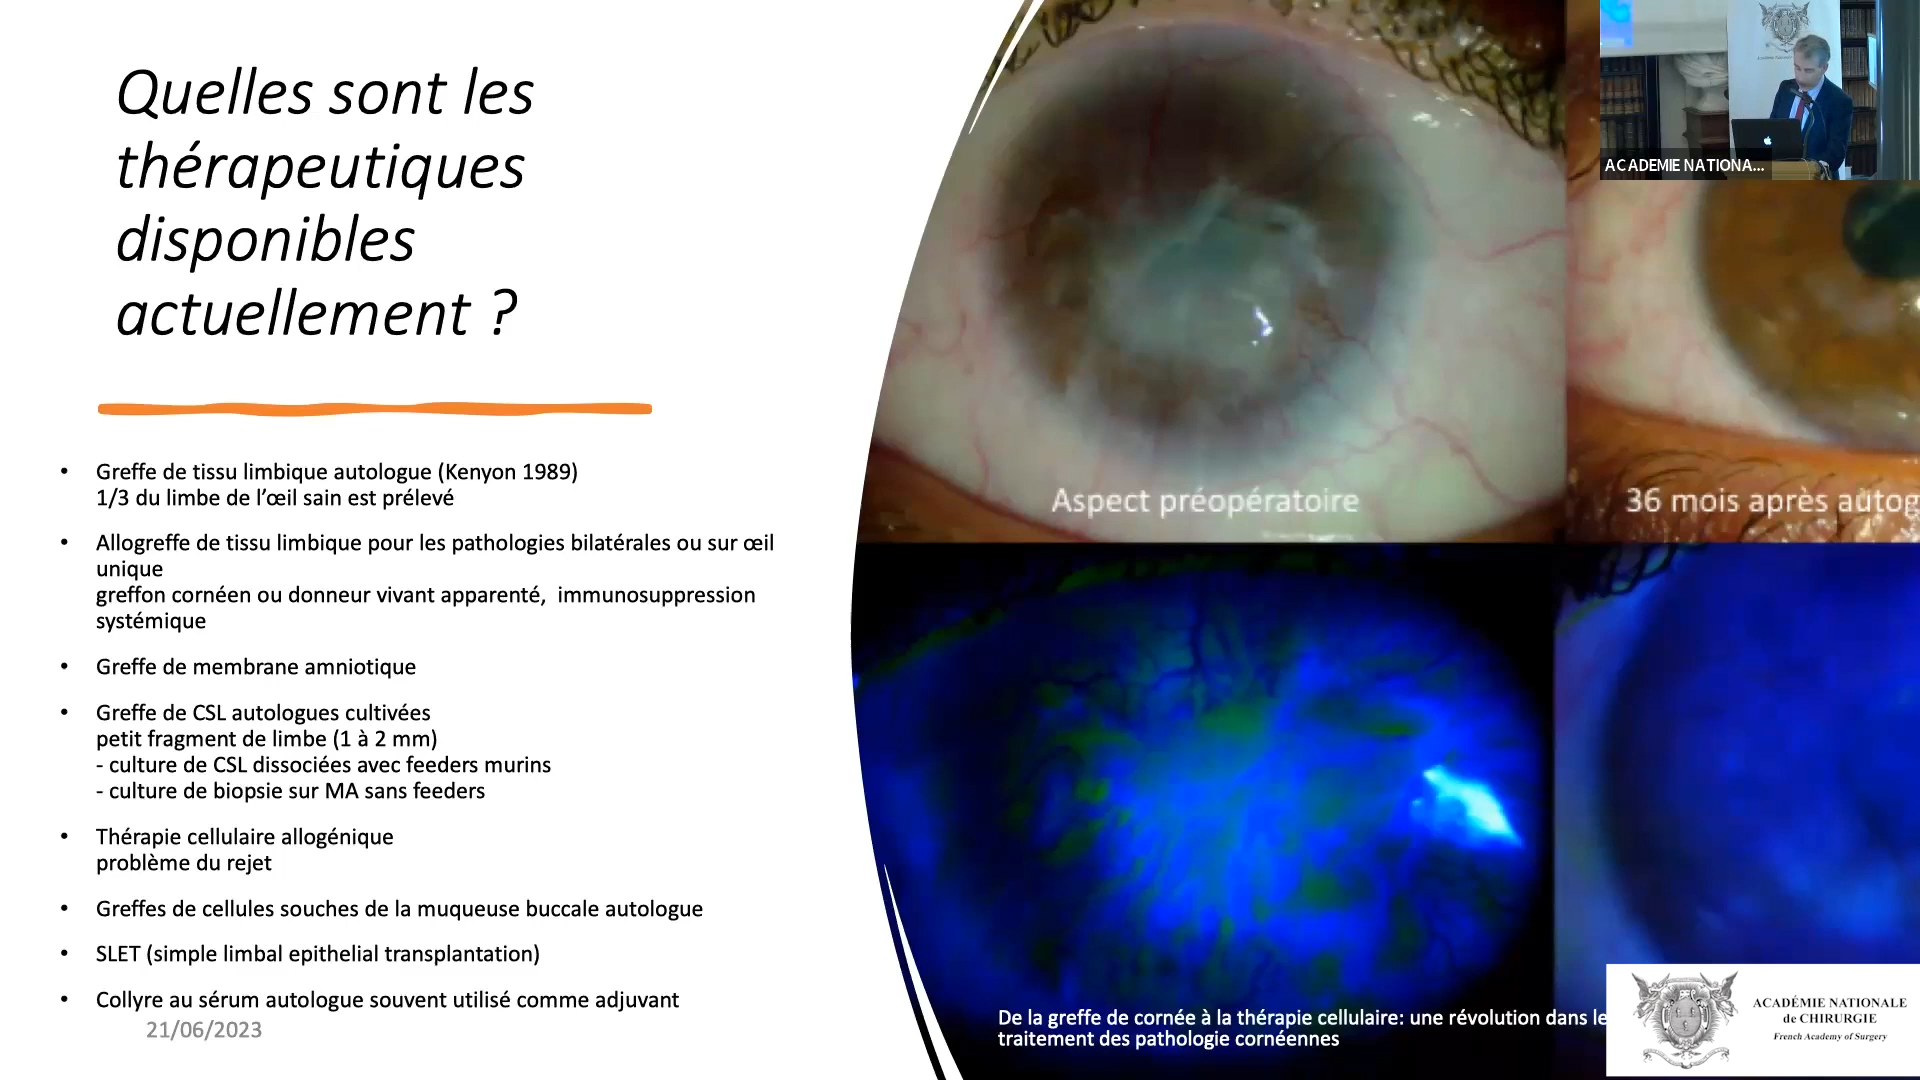 Quelles sont les
thérapeutiques
disponibles
actuellement ?
• Greffe de tissu limbique autologue (Kenyon 1989)
1/3 du limbe de l’œil sain est prélevé
• Allogreffe de tissu limbique pour les pathologies bilatérales ou sur œil
unique
greffon cornéen ou donneur vivant apparenté, immunosuppression
systémique
• Greffe de membrane amniotique
• Greffe de CSL autologues cultivées
petit fragment de limbe (1 à 2 mm)
- culture de CSL dissociées avec feeders murins
- culture de biopsie sur MA sans feeders
• Thérapie cellulaire allogénique
problème du rejet
• Greffes de cellules souches de la muqueuse buccale autologue
• SLET (simple limbal epithelial transplantation)
• Collyre au sérum autologue souvent utilisé comme adjuvant
21/06/2023
Aspect préopératoire
36 mois après autog
ACADEMIE NATIONA...
De la greffe de cornée à la thérapie cellulaire: une révolution dans le
traitement des pathologie cornéennes
ACADÉMIE NATIONALE
de CHIRURGIE
French Academy of Surgery